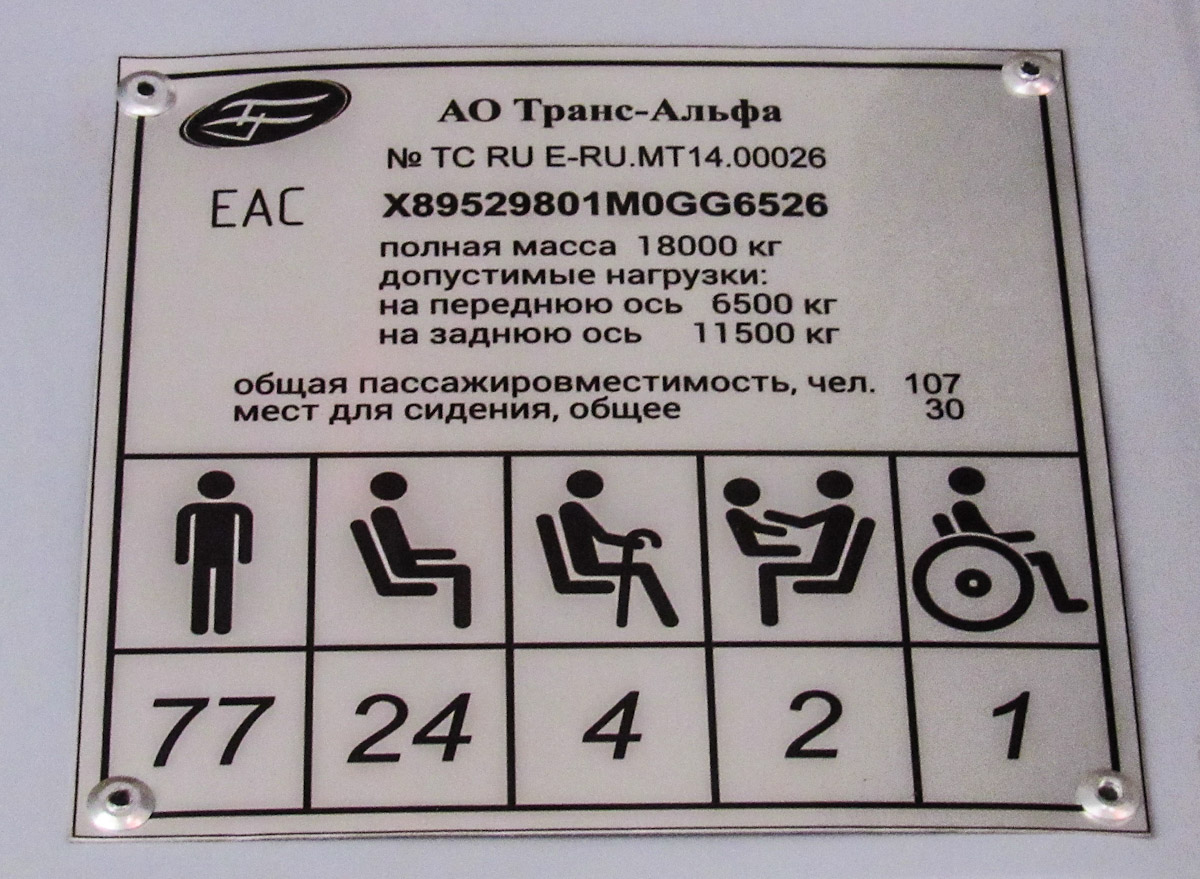 АО Транс-Альфа
№ ТС RU E-RU.MT14.00026
EAC
X89529801M0GG6526
полная масса 18000 кг
допустимые нагрузки:
на переднюю ось 6500 кг
на заднюю ось 11500 кг
общая пассажировместимость, чел. 107
мест для сидения, общее 30
77 24 4 2 1